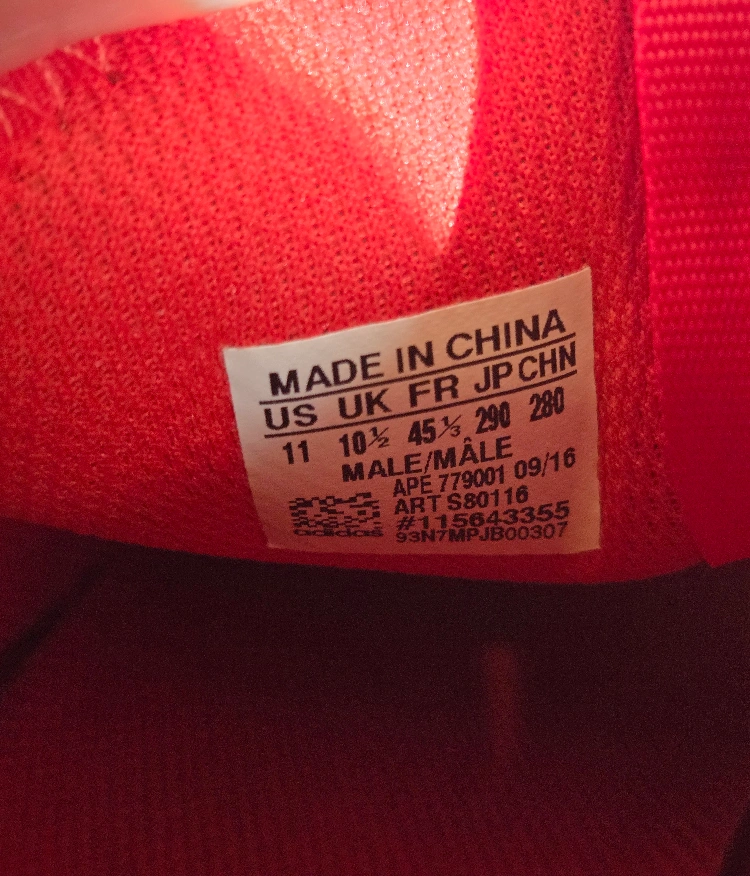 MADE IN CHINA
US UK FR JP CHN
11 10½ 45⅓ 290 280
MALE/MÂLE
APE 779001 09/16
ART S80116
#115643355
adidas 93N7MPJB00307